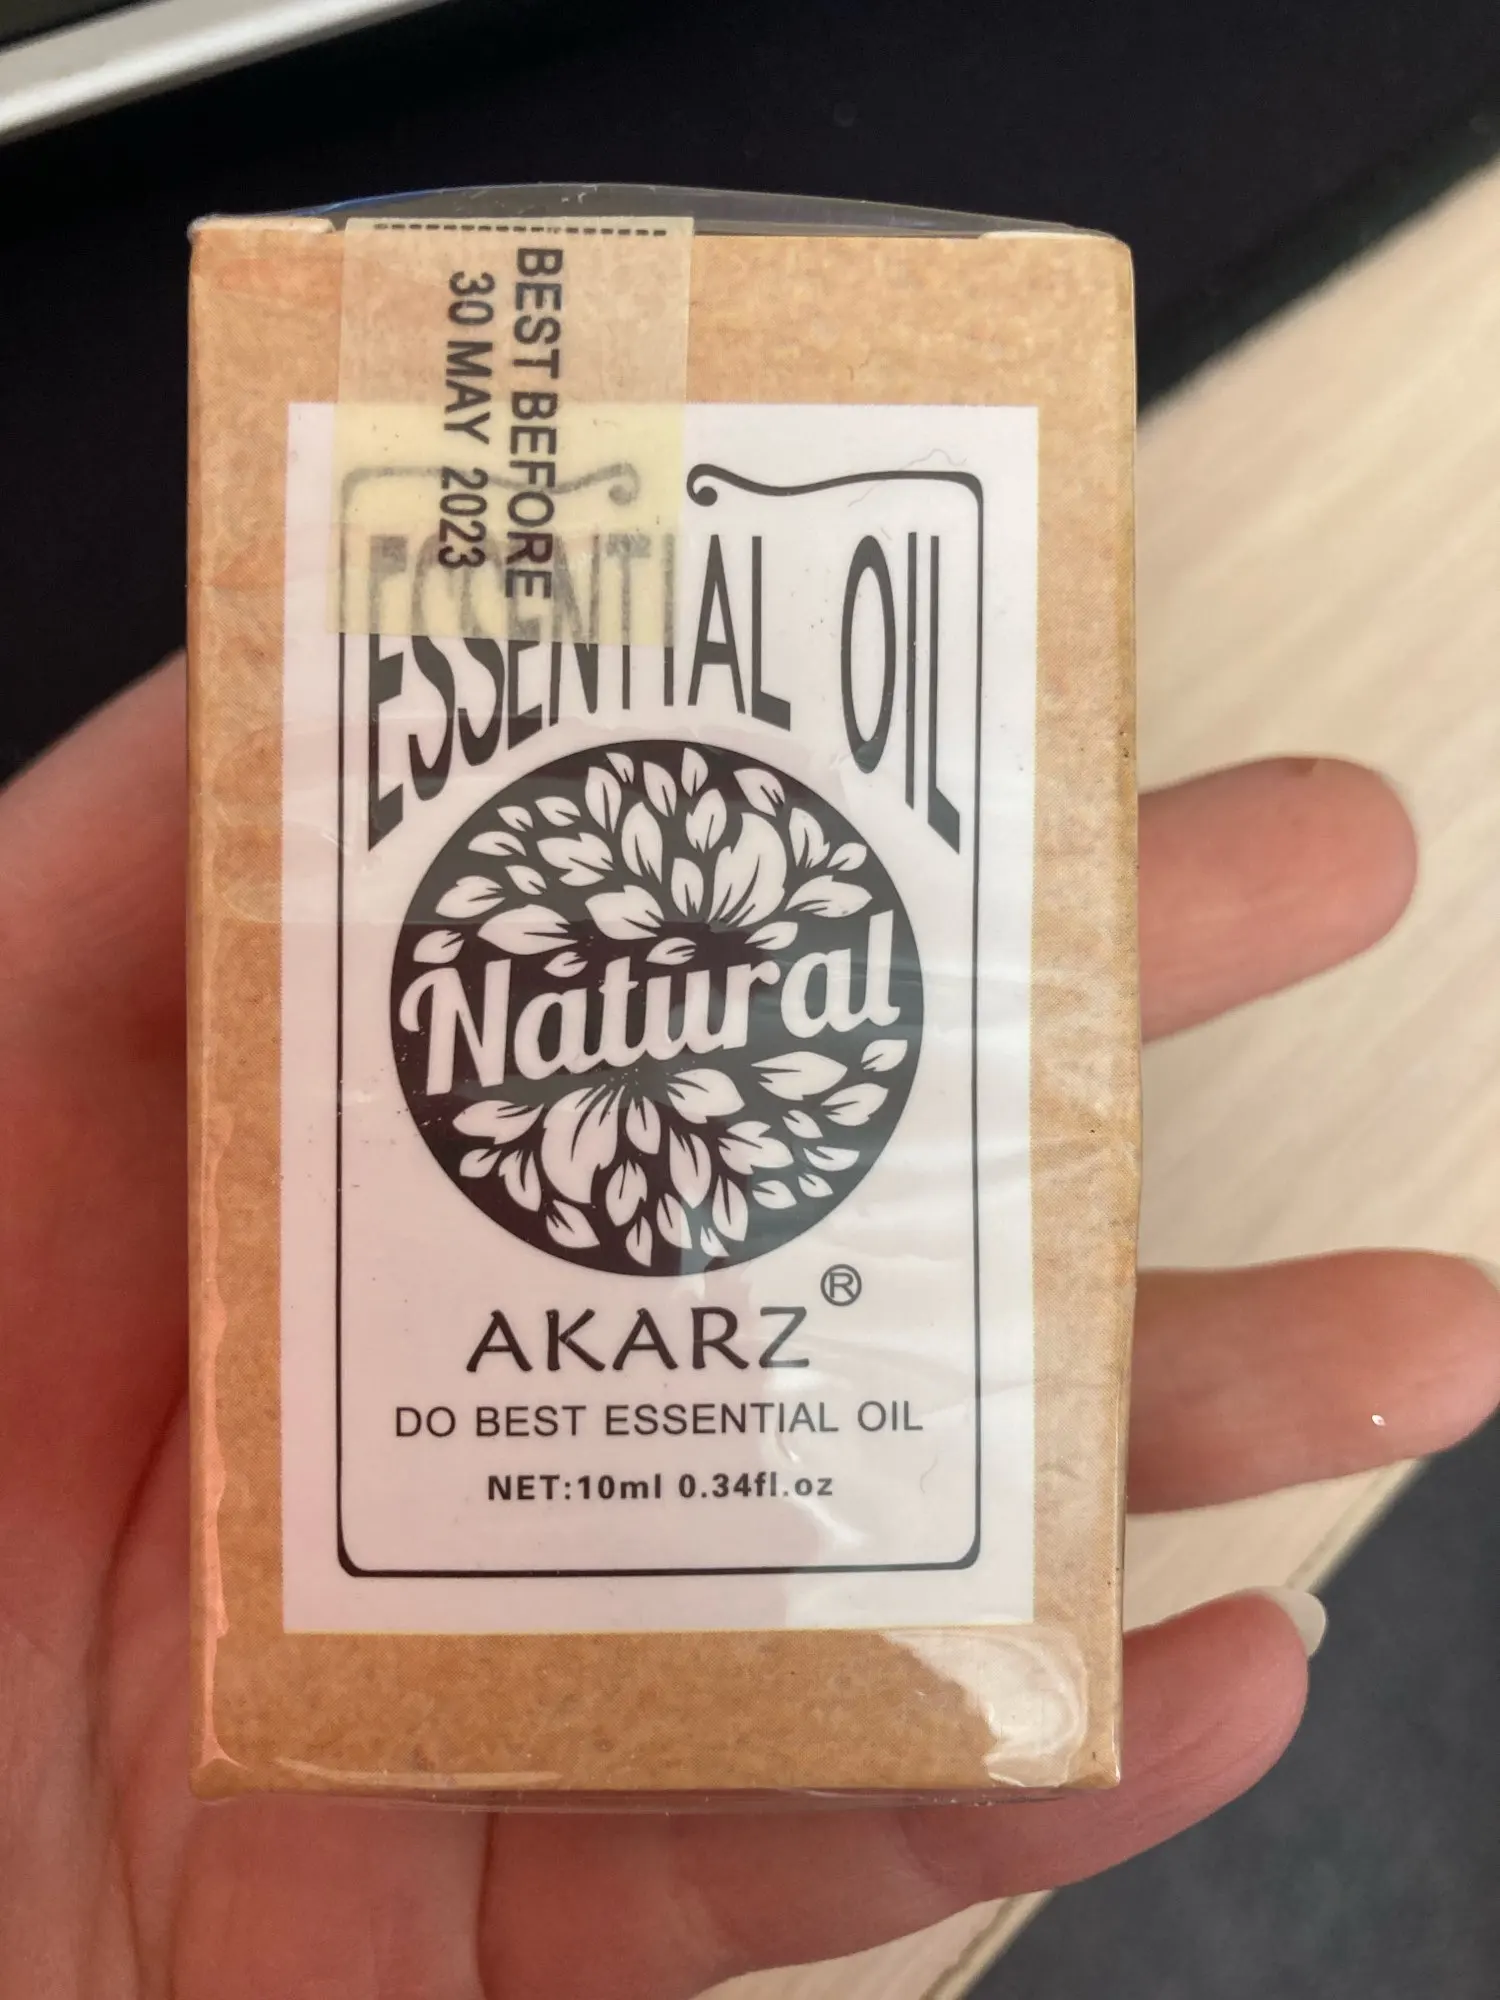 BEST BEFORE
30 MAY 2023
ESSENTIAL OIL
Natural
®
AKARZ
DO BEST ESSENTIAL OIL
NET:10ml 0.34fl.oz